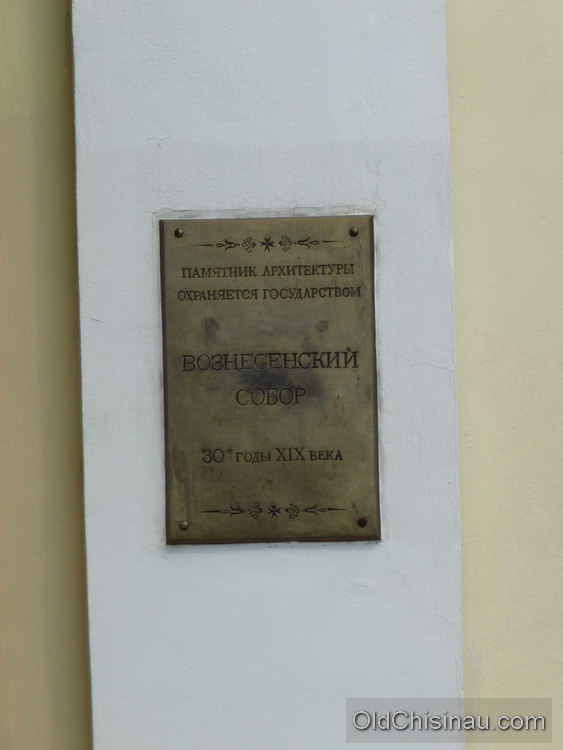 ПАМЯТНИК АРХИТЕКТУРЫ
ОХРАНЯЕТСЯ ГОСУДАРСТВОМ
ВОЗНЕСЕНСКИЙ
СОБОР
30е ГОДЫ XIX ВЕКА
OldChisinau.com